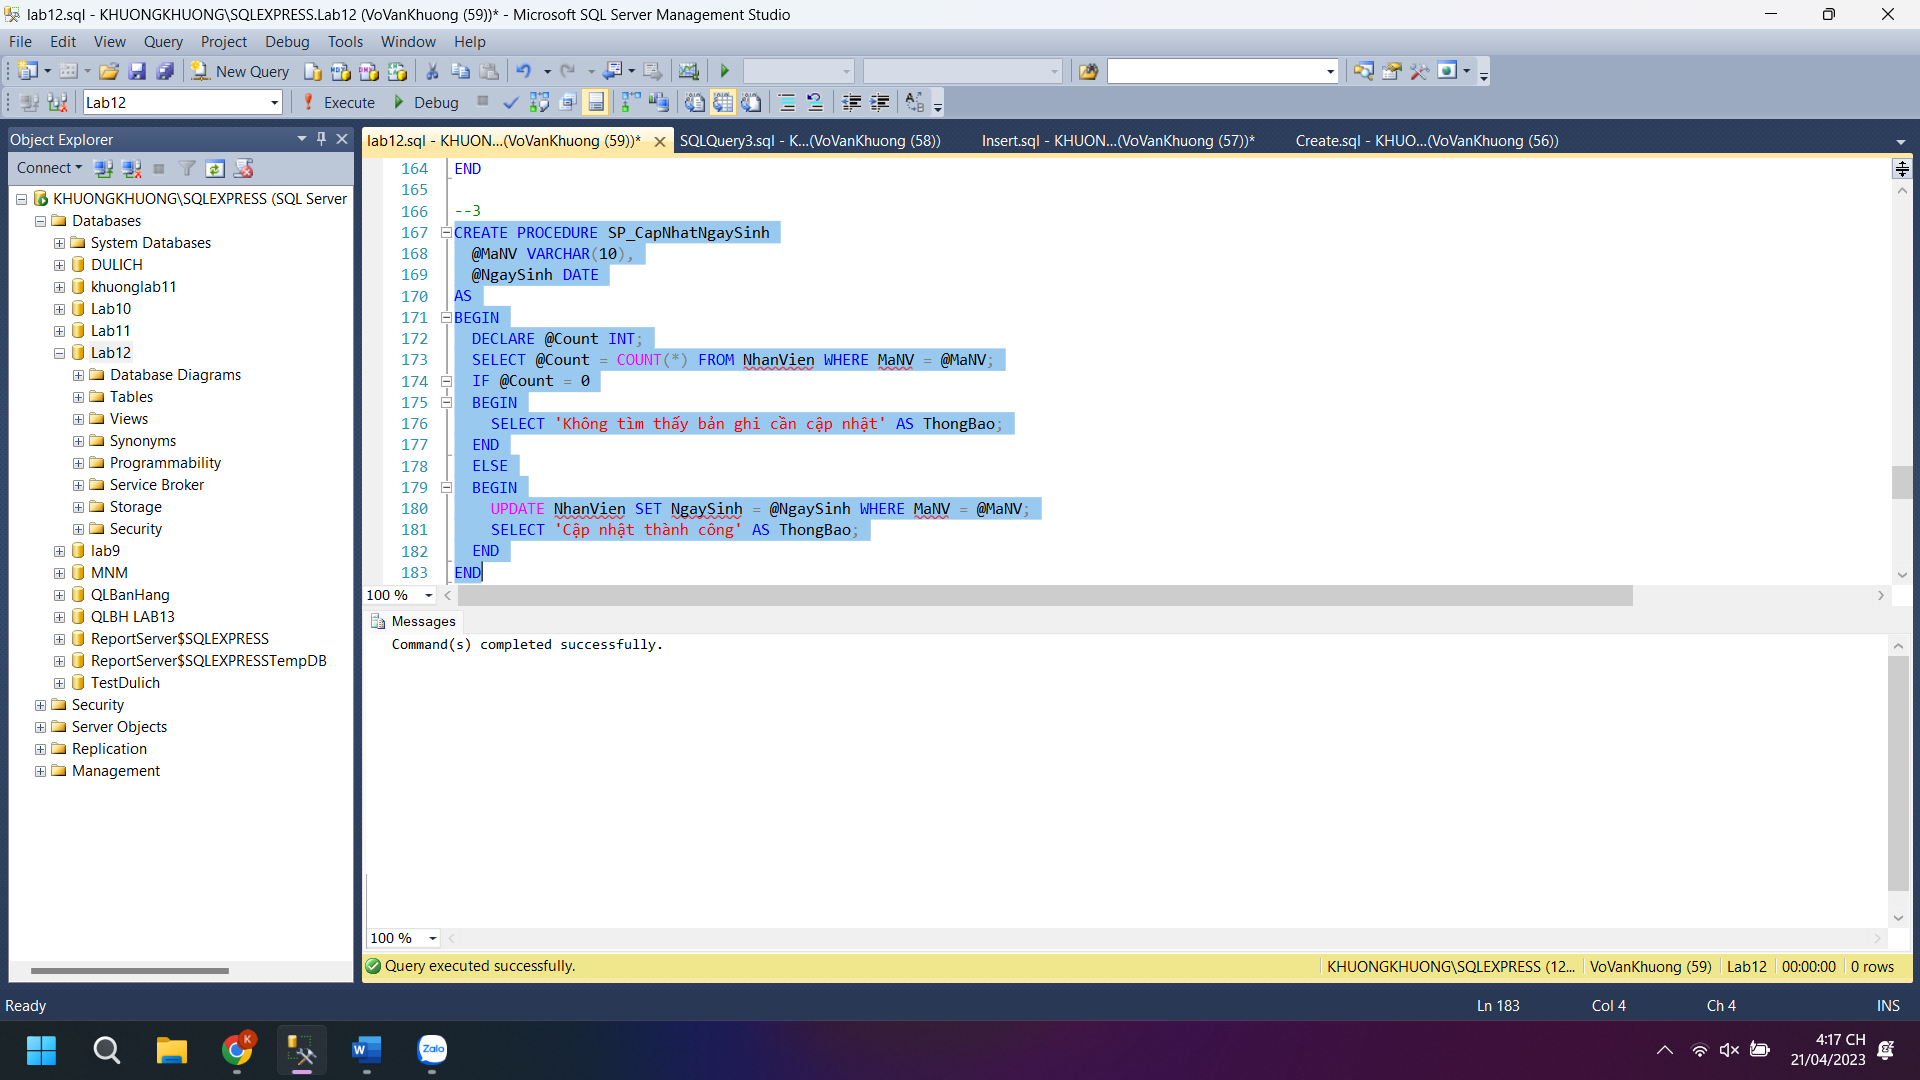 lab12.sql - KHUONGKHUONG\SQLEXPRESS.Lab12 (VoVanKhuong (59))* - Microsoft SQL Server Management Studio
File Edit View Query Project Debug Tools Window Help
New Query
Lab12 Execute Debug
Object Explorer
Connect
KHUONGKHUONG\SQLEXPRESS (SQL Server
Databases
System Databases
DULICH
khuonglab11
Lab10
Lab11
Lab12
Database Diagrams
Tables
Views
Synonyms
Programmability
Service Broker
Storage
Security
lab9
MNM
QLBanHang
QLBH LAB13
ReportServer$SQLEXPRESS
ReportServer$SQLEXPRESSTempDB
TestDulich
Security
Server Objects
Replication
Management
lab12.sql - KHUON...(VoVanKhuong (59))* SQLQuery3.sql - K...(VoVanKhuong (58)) Insert.sql - KHUON...(VoVanKhuong (57))* Create.sql - KHUO...(VoVanKhuong (56))
164 END
165
166 --3
167 CREATE PROCEDURE SP_CapNhatNgaySinh
168 @MaNV VARCHAR(10),
169 @NgaySinh DATE
170 AS
171 BEGIN
172 DECLARE @Count INT;
173 SELECT @Count = COUNT(*) FROM NhanVien WHERE MaNV = @MaNV;
174 IF @Count = 0
175 BEGIN
176 SELECT 'Không tìm thấy bản ghi cần cập nhật' AS ThongBao;
177 END
178 ELSE
179 BEGIN
180 UPDATE NhanVien SET NgaySinh = @NgaySinh WHERE MaNV = @MaNV;
181 SELECT 'Cập nhật thành công' AS ThongBao;
182 END
183 END
100 %
Messages
Command(s) completed successfully.
100 %
Query executed successfully. KHUONGKHUONG\SQLEXPRESS (12... VoVanKhuong (59) Lab12 00:00:00 0 rows
Ready Ln 183 Col 4 Ch 4 INS
K
Zalo
4:17 CH
21/04/2023